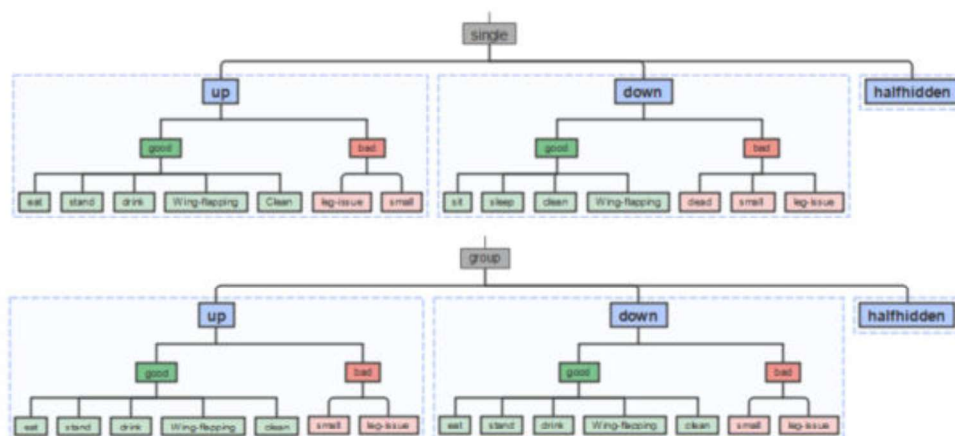 single
up down halfhidden
good bad good bad
eat stand drink Wing-flapping Clean leg-issue small sit sleep clean Wing-flapping dead small leg-issue
group
up down halfhidden
good bad good bad
eat stand drink Wing-flapping clean small leg-issue eat stand drink Wing-flapping clean small leg-issue